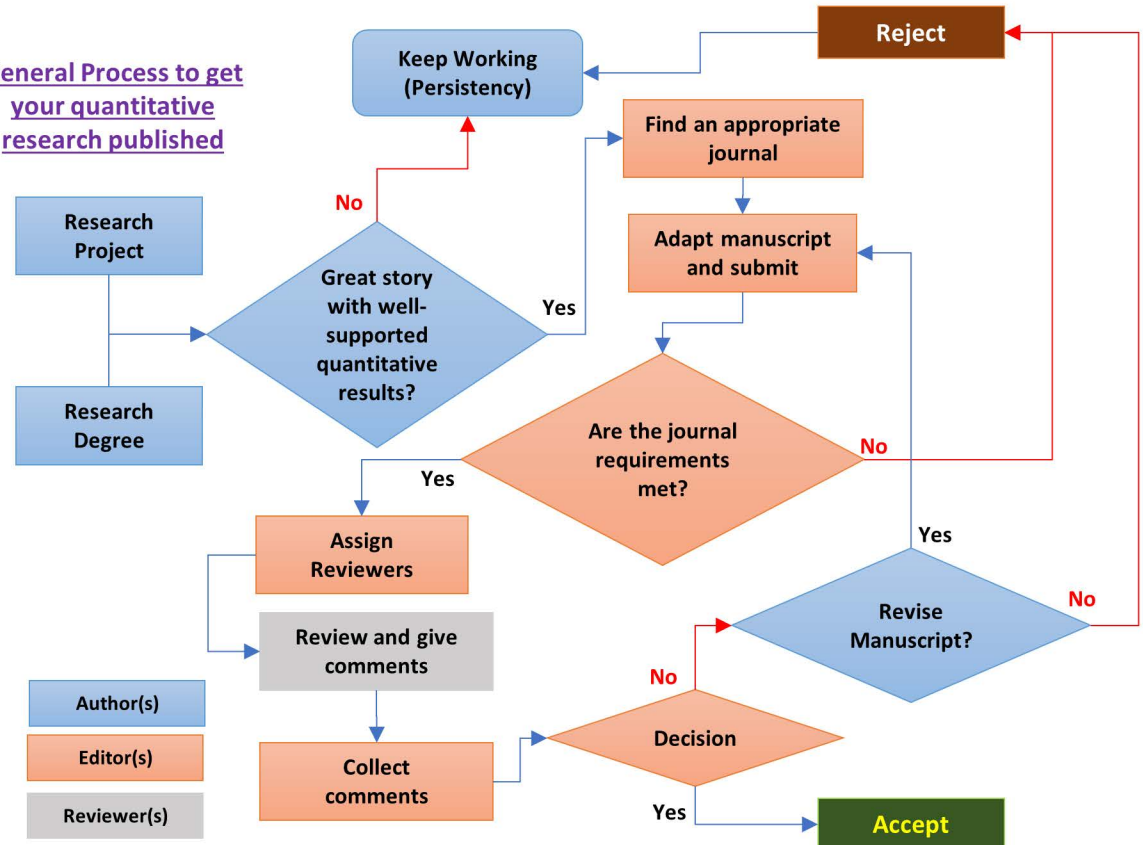 eneral Process to get
your quantitative
research published
Reject
Keep Working
(Persistency)
Find an appropriate
journal
No
Research
Project
Adapt manuscript
and submit
Great story
with well-
supported
quantitative
results?
Yes
Research
Degree
Are the journal
requirements
met?
No
Yes
Assign
Reviewers
Yes
Revise
Manuscript?
No
Review and give
comments
No
Author(s)
Editor(s)
Reviewer(s)
Collect
comments
Decision
Yes
Accept